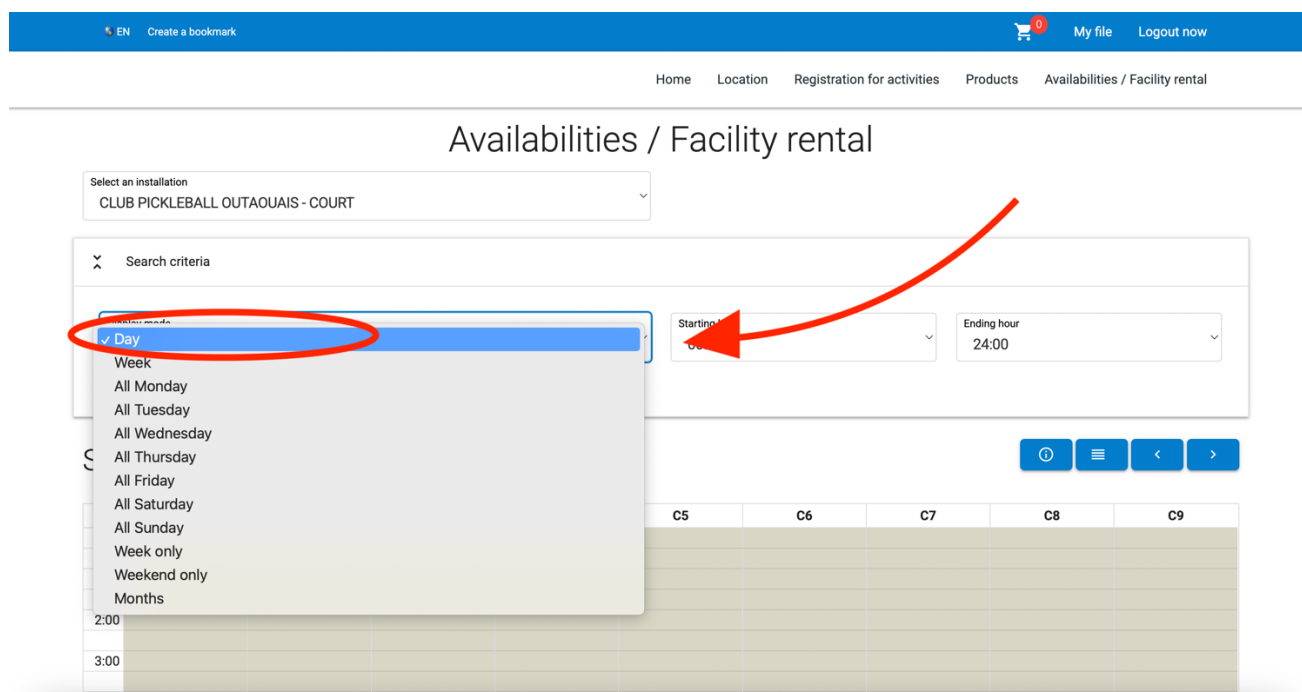 EN Create a bookmark 0 My file Logout now
Home Location Registration for activities Products Availabilities / Facility rental
Availabilities / Facility rental
Select an installation
CLUB PICKLEBALL OUTAOUAIS - COURT
Search criteria
mode Starting Ending hour
24:00
Day
Week
All Monday
All Tuesday
All Wednesday
All Thursday
All Friday
All Saturday
All Sunday
Week only
Weekend only
Months
C5 C6 C7 C8 C9
2:00
3:00